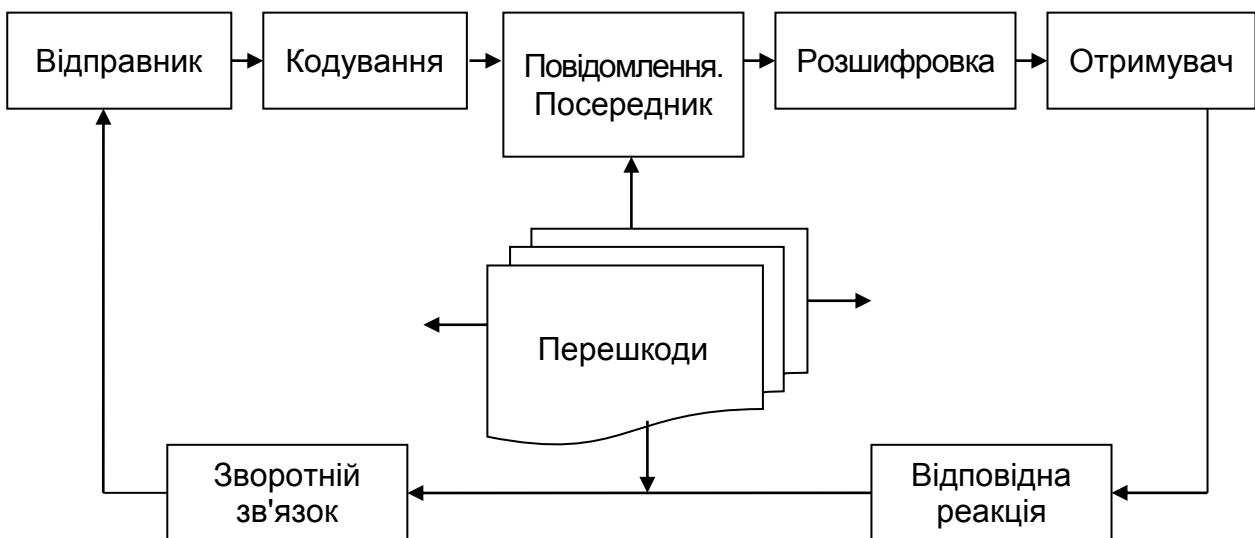 Відправник
Кодування
Повідомлення.
Посередник
Розшифровка
Отримувач
Перешкоди
Зворотній
зв'язок
Відповідна
реакція